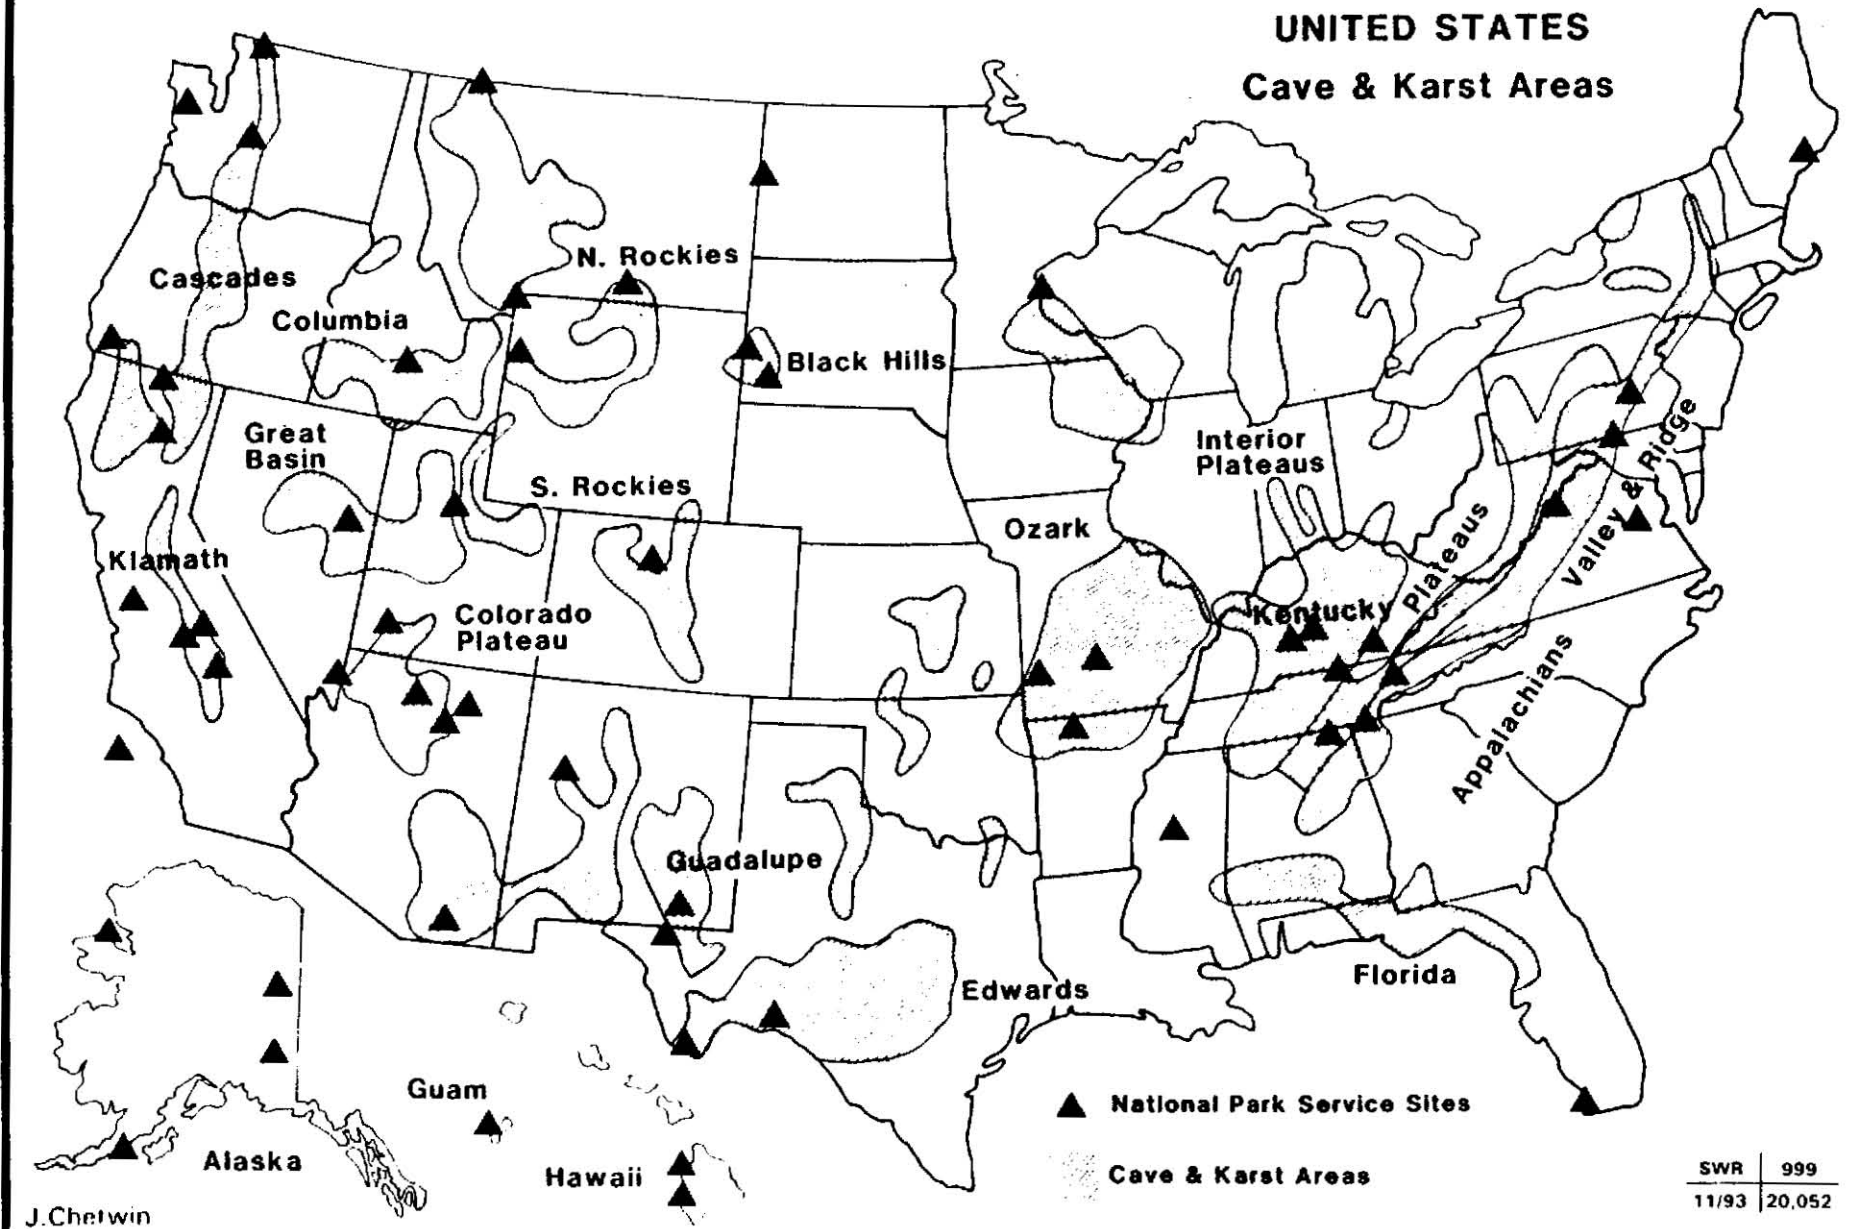 UNITED STATES
Cave & Karst Areas
N. Rockies
Cascades
Columbia
Black Hills
Great
Basin
Interior
Plateaus
S. Rockies
Ozark
Valley & Ridge
Plateaus
Klamath
Colorado
Plateau
Kentucky
Appalachians
Guadalupe
Edwards
Florida
Guam
Alaska
Hawaii
National Park Service Sites
Cave & Karst Areas
SWR 999
11/93 20,052
J.Chetwin